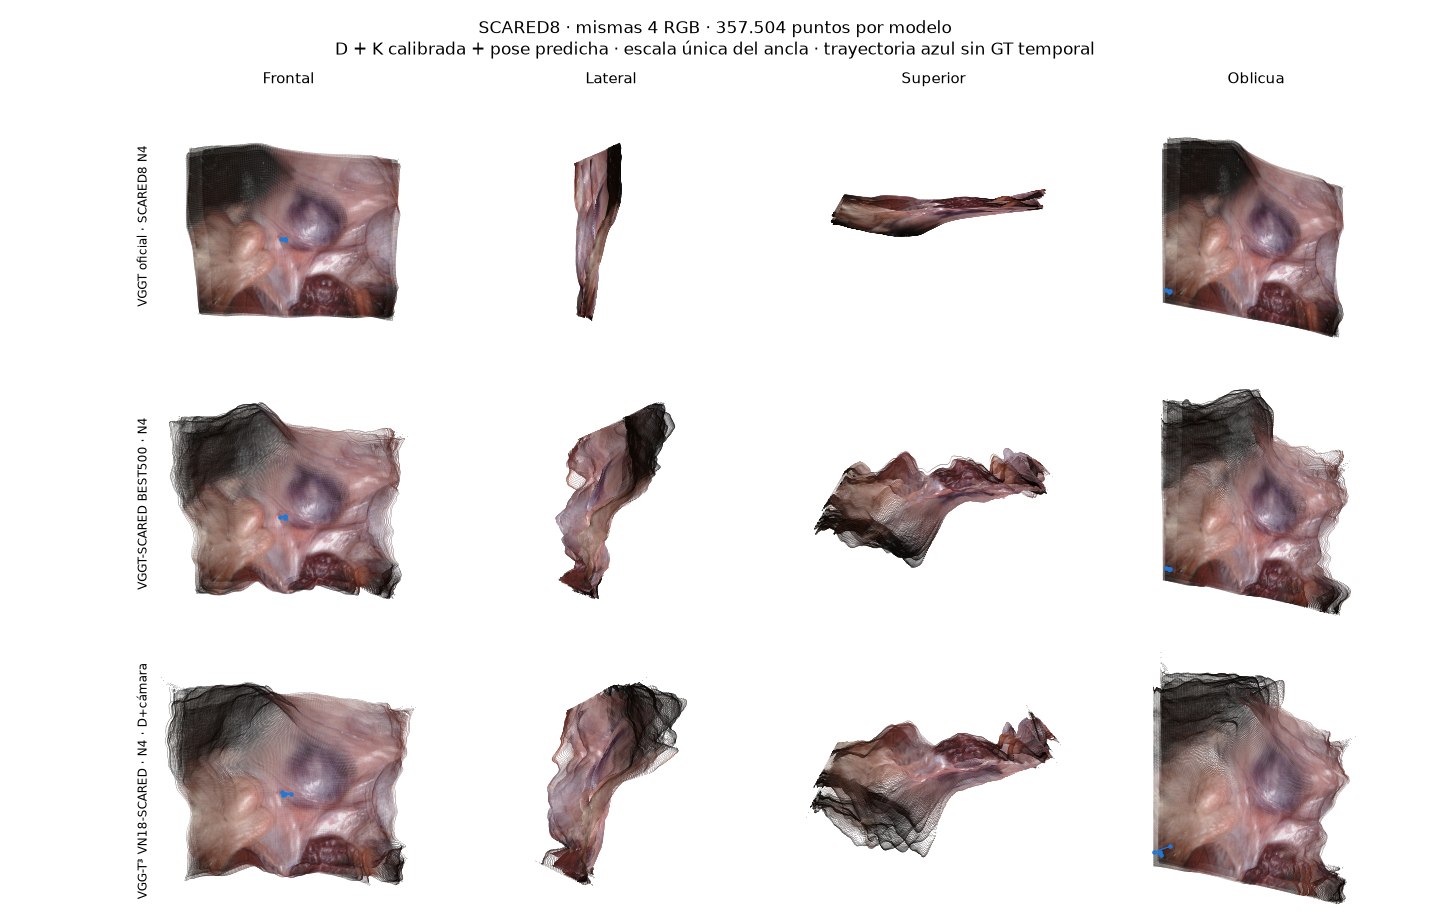 SCARED8 · mismas 4 RGB · 357.504 puntos por modelo
D + K calibrada + pose predicha · escala única del ancla · trayectoria azul sin GT temporal
Frontal
Lateral
Superior
Oblicua
VGGT oficial · SCARED8 N4
VGGT-SCARED BEST500 · N4
VGG-T³ VN18-SCARED · N4 · D+cámara